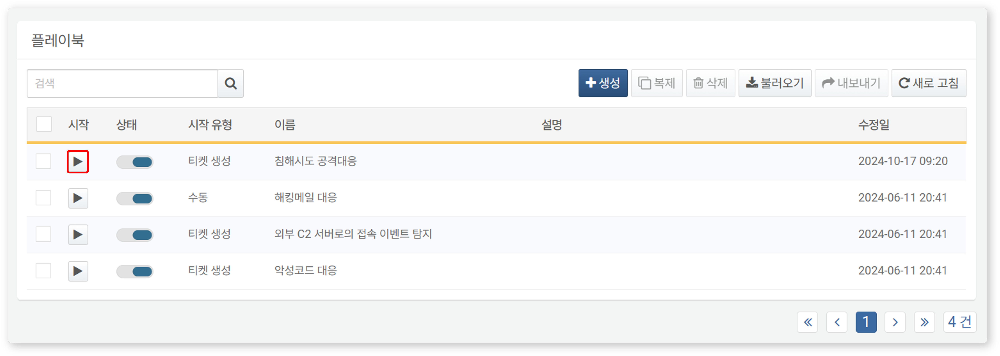 플레이북
검색
생성 복제 삭제 불러오기 내보내기 새로 고침
시작 상태 시작 유형 이름 설명 수정일
티켓 생성 침해시도 공격대응 2024-10-17 09:20
수동 해킹메일 대응 2024-06-11 20:41
티켓 생성 외부 C2 서버로의 접속 이벤트 탐지 2024-06-11 20:41
티켓 생성 악성코드 대응 2024-06-11 20:41
1 4 건